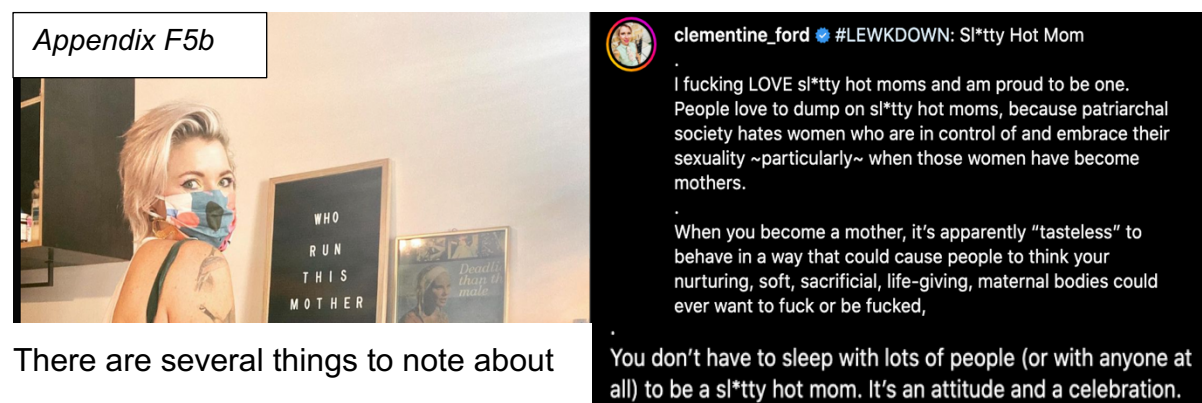 Appendix F5b
WHO
RUN
THIS
MOTHER
Deadlier
than the
male
There are several things to note about
clementine_ford #LEWKDOWN: Sl*tty Hot Mom
.
I fucking LOVE sl*tty hot moms and am proud to be one.
People love to dump on sl*tty hot moms, because patriarchal
society hates women who are in control of and embrace their
sexuality ~particularly~ when those women have become
mothers.
.
When you become a mother, it’s apparently “tasteless” to
behave in a way that could cause people to think your
nurturing, soft, sacrificial, life-giving, maternal bodies could
ever want to fuck or be fucked,
.
You don’t have to sleep with lots of people (or with anyone at
all) to be a sl*tty hot mom. It’s an attitude and a celebration.